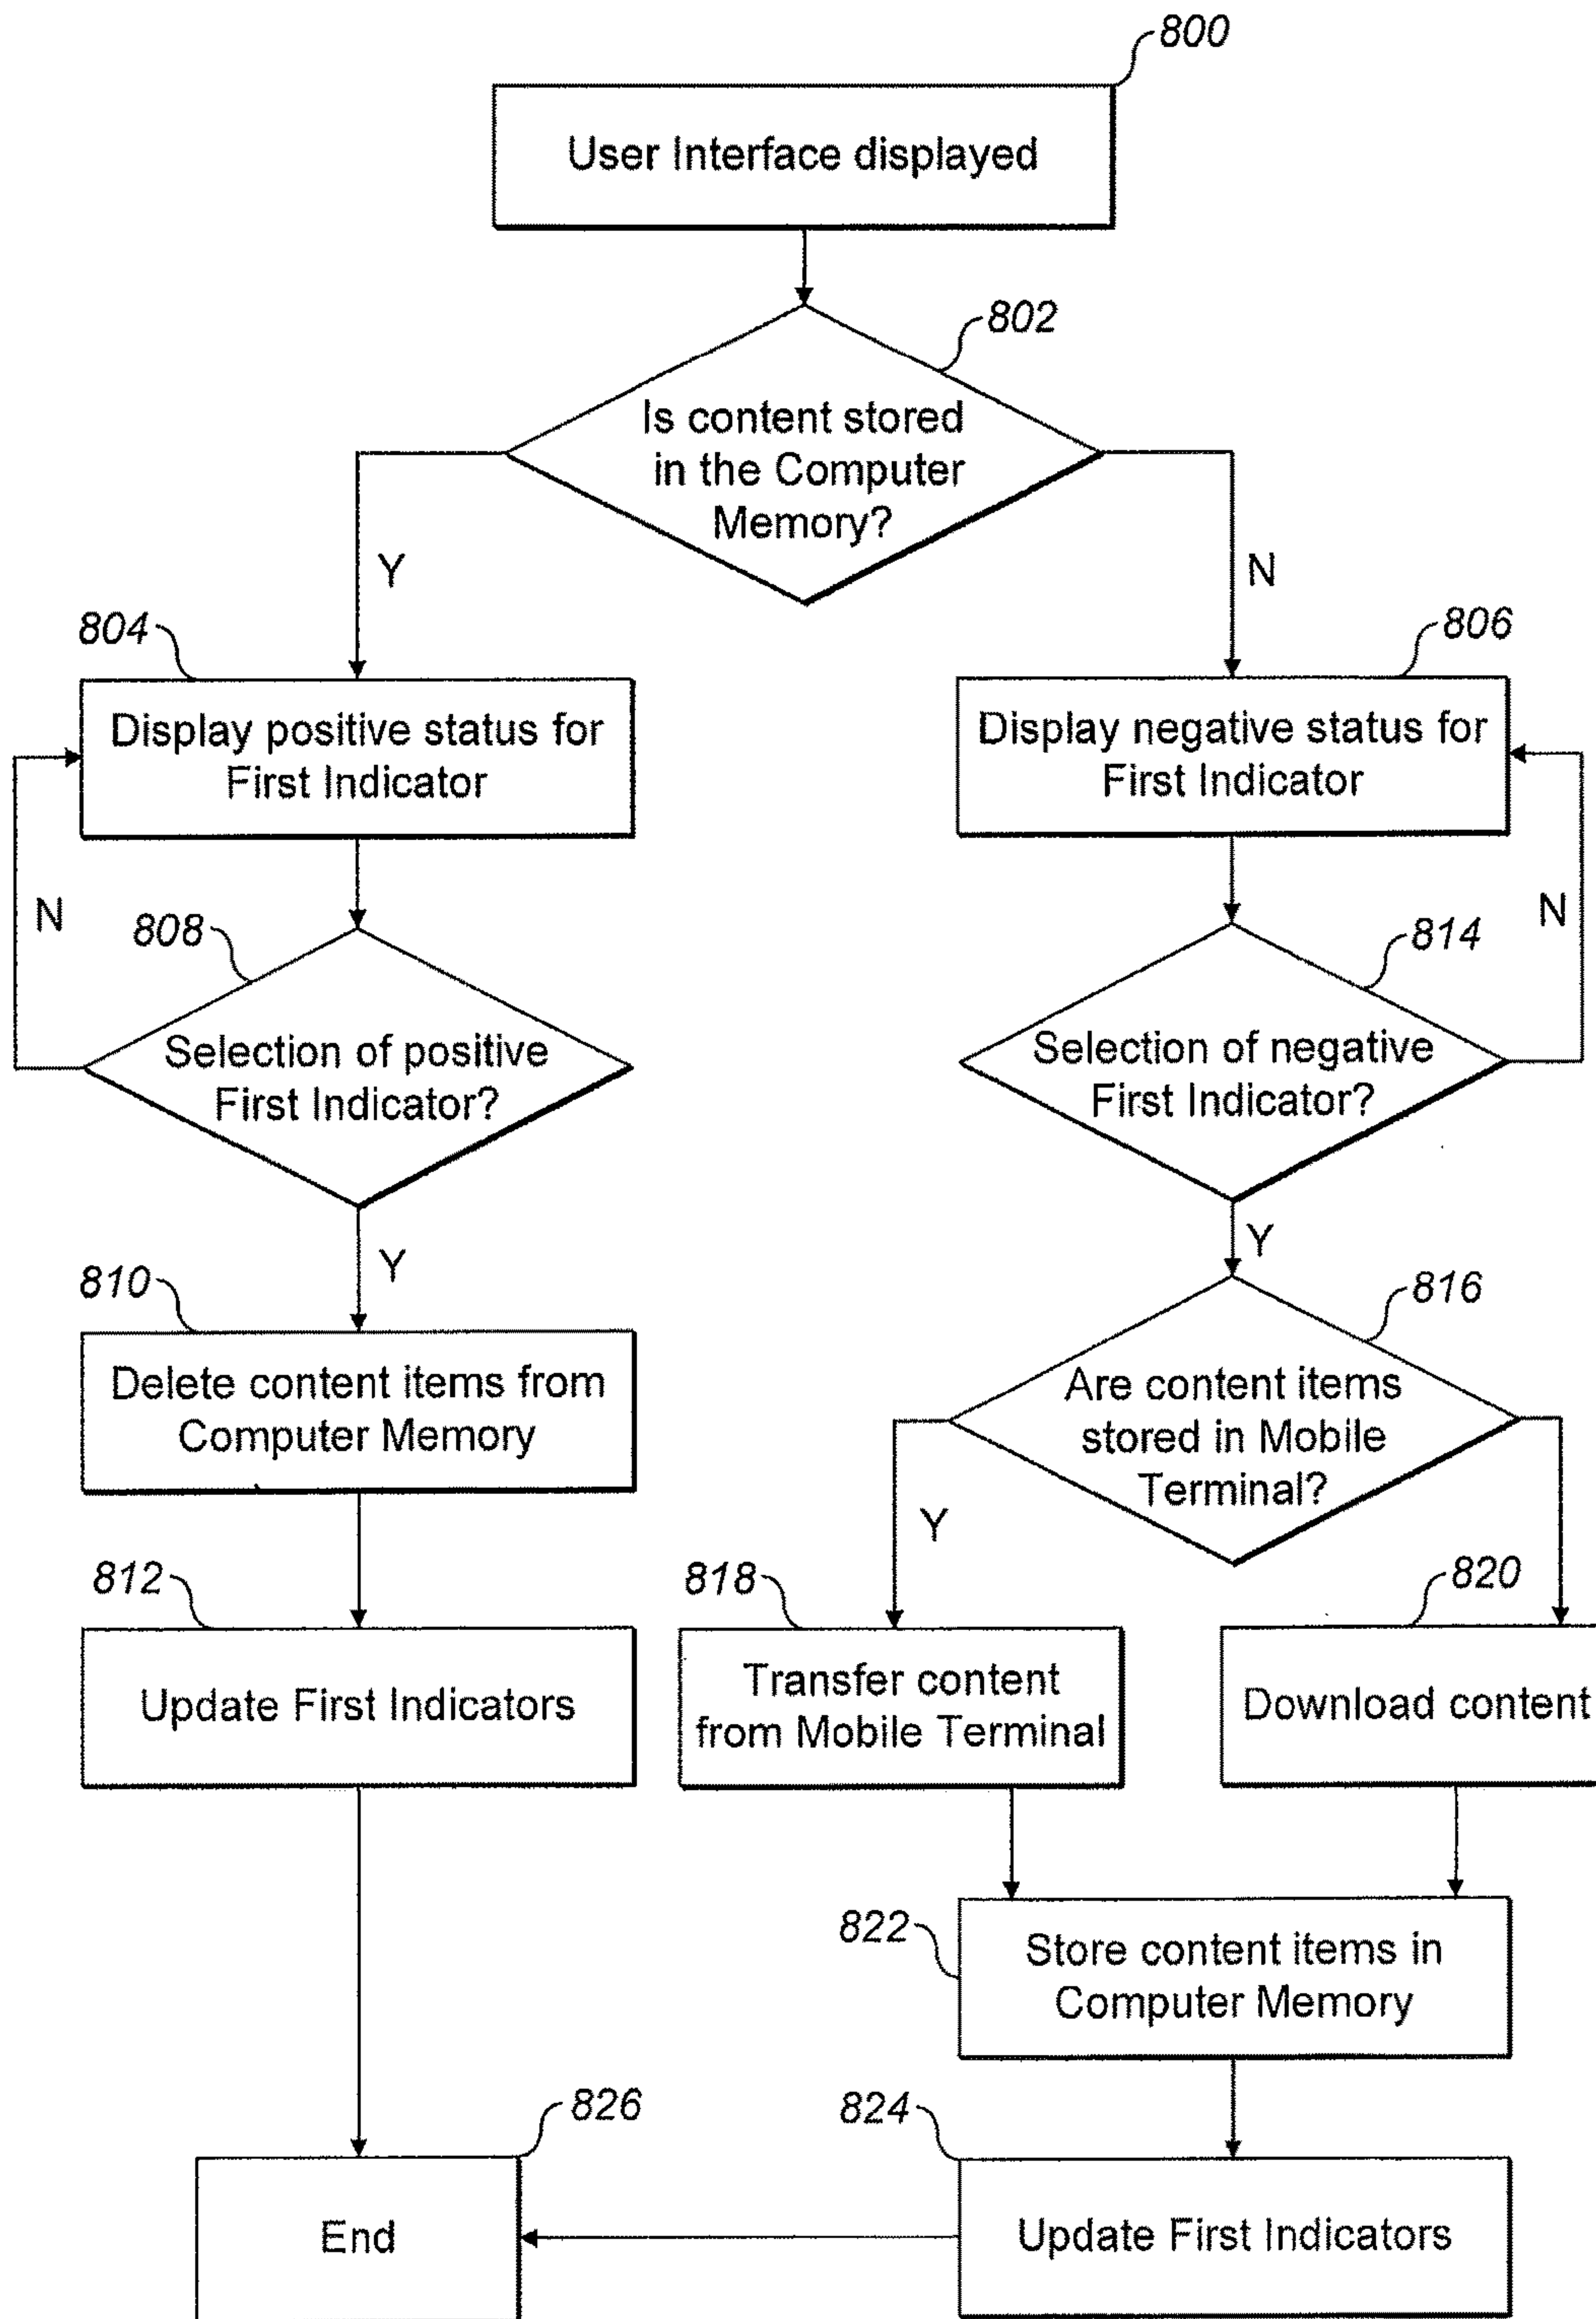 800
User Interface displayed
802
Is content stored
in the Computer
Memory?
Y
N
804
806
Display positive status for
First Indicator
Display negative status for
First Indicator
N
N
808
814
Selection of positive
First Indicator?
Selection of negative
First Indicator?
Y
Y
810
816
Delete content items from
Computer Memory
Are content items
stored in Mobile
Terminal?
Y
812
818
820
Update First Indicators
Transfer content
from Mobile Terminal
Download content
822
Store content items in
Computer Memory
826
824
End
Update First Indicators